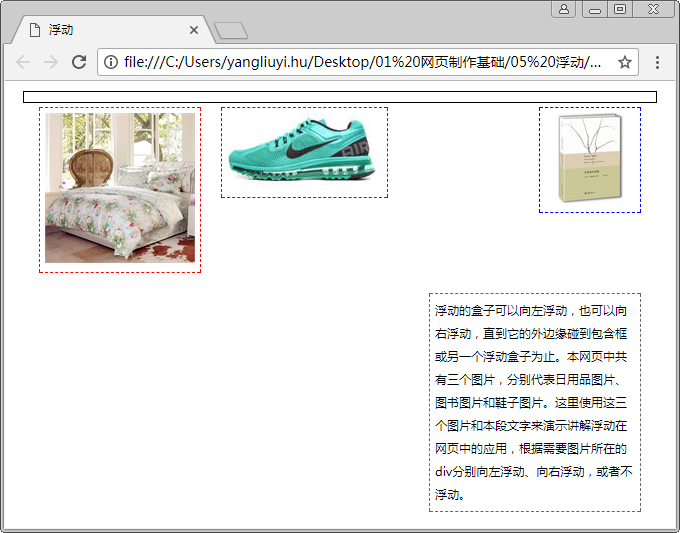 浮动
file:///C:/Users/yangliuyi.hu/Desktop/01%20网页制作基础/05%20浮动/...
AIR
浮动的盒子可以向左浮动，也可以向
右浮动，直到它的外边缘碰到包含框
或另一个浮动盒子为止。本网页中共
有三个图片，分别代表日用品图片、
图书图片和鞋子图片。这里使用这三
个图片和本段文字来演示讲解浮动在
网页中的应用，根据需要图片所在的
div分别向左浮动、向右浮动，或者不
浮动。